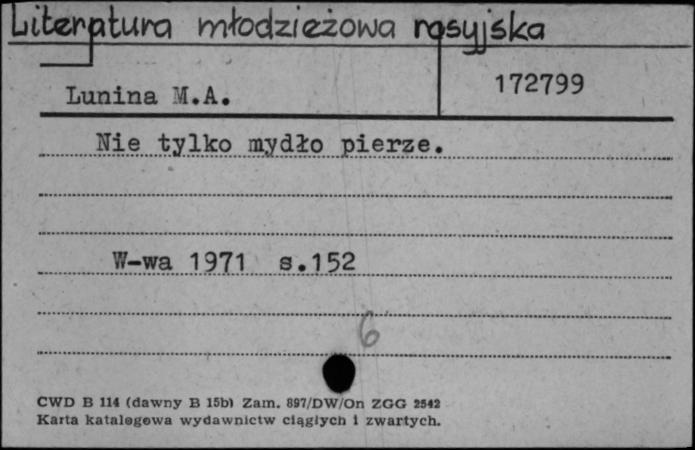 Literatura młodzieżowa rosyjska
172799
Lunina M.A.
Nie tylko mydło pierze.
W-wa 1971 s.152
6
CWD B 114 (dawny B 15b) Zam. 897/DW/On ZGG 2542
Karta katalogowa wydawnictw ciągłych i zwartych.